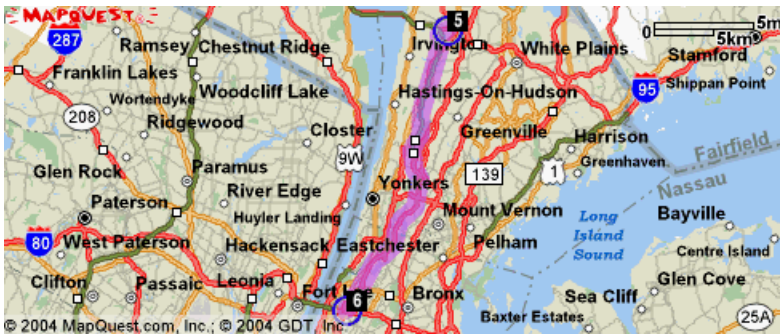 MAPQUEST
5
5m
5km
287
Ramsey
Chestnut Ridge
Irvington
White Plains
Stamford
Franklin Lakes
Woodcliff Lake
Hastings-On-Hudson
95
Shippan Point
Wortendyke
208
Ridgewood
Closter
Greenville
Harrison
Fairfield
Glen Rock
Paramus
9W
139
1
Greenhaven
Nassau
Paterson
River Edge
Yonkers
Huyler Landing
Mount Vernon
Long
Island
Sound
Bayville
80
West Paterson
Hackensack
Eastchester
Pelham
Centre Island
Clifton
Passaic
Leonia
Fort Lee
6
Bronx
Sea Cliff
Glen Cove
Baxter Estates
25A
© 2004 MapQuest.com, Inc.; © 2004 GDT, Inc